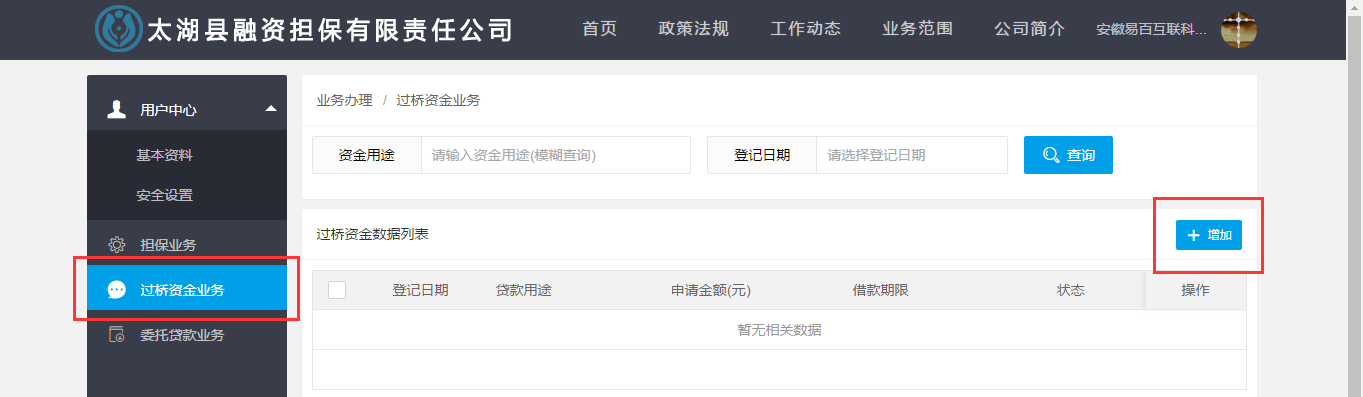 太湖县融资担保有限责任公司
首页 政策法规 工作动态 业务范围 公司简介 安徽易百互联科...
用户中心
基本资料
安全设置
担保业务
过桥资金业务
委托贷款业务
业务办理 / 过桥资金业务
资金用途 请输入资金用途(模糊查询) 登记日期 请选择登记日期 查询
过桥资金数据列表 增加
登记日期 贷款用途 申请金额(元) 借款期限 状态 操作
暂无相关数据